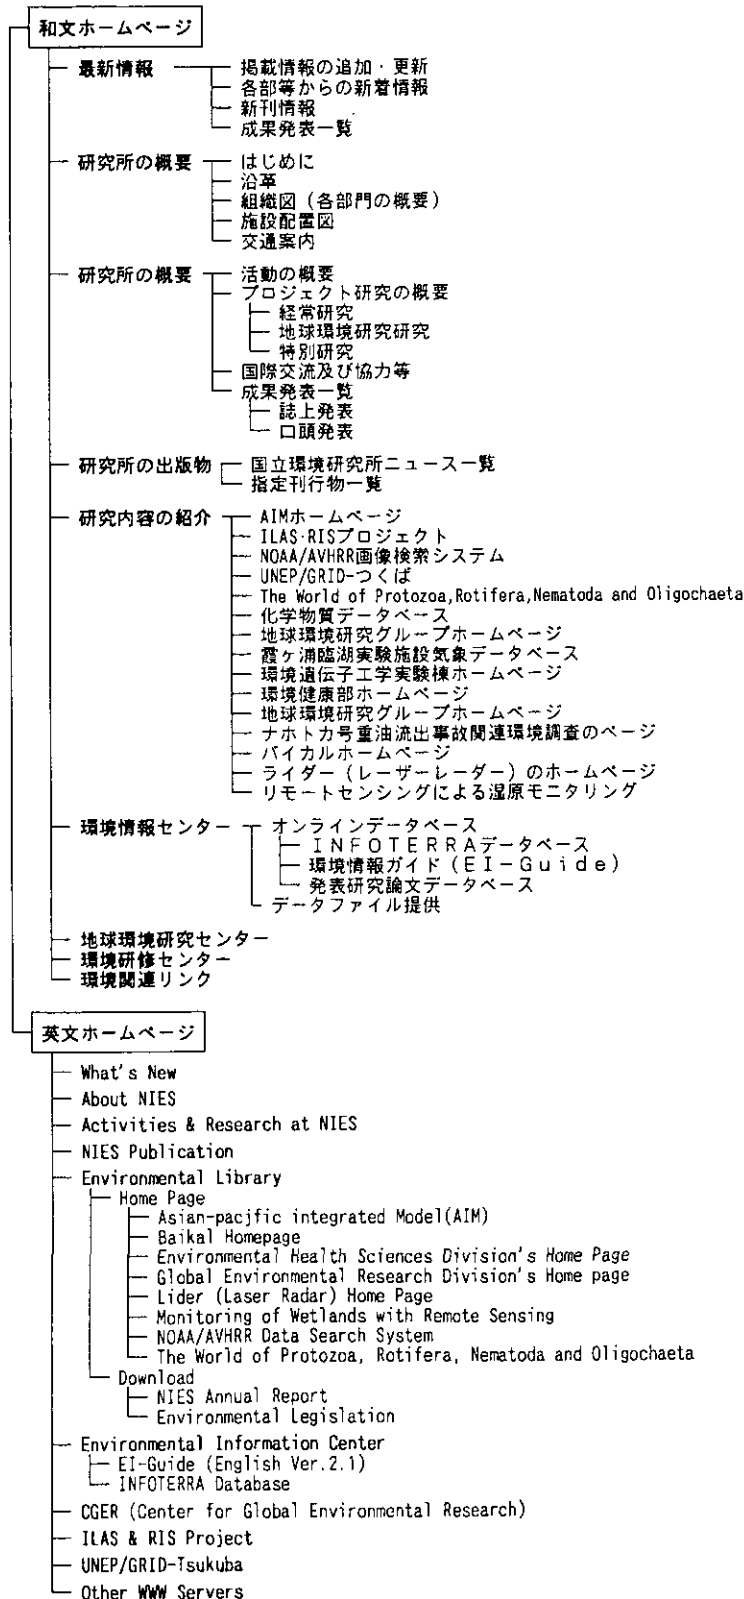 和文ホームページ
最新情報
掲載情報の追加・更新
各部等からの新着情報
新刊情報
成果発表一覧
研究所の概要
はじめに
沿革
組織図（各部門の概要）
施設配置図
交通案内
研究所の概要
活動の概要
プロジェクト研究の概要
経常研究
地球環境研究研究
特別研究
国際交流及び協力等
成果発表一覧
誌上発表
口頭発表
研究所の出版物
国立環境研究所ニュース一覧
指定刊行物一覧
研究内容の紹介
AIMホームページ
ILAS・RISプロジェクト
NOAA/AVHRR画像検索システム
UNEP/GRID-つくば
The World of Protozoa,Rotifera,Nematoda and Oligochaeta
化学物質データベース
地球環境研究グループホームページ
霞ヶ浦臨湖実験施設気象データベース
環境遺伝子工学実験棟ホームページ
環境健康部ホームページ
地球環境研究グループホームページ
ナホトカ号重油流出事故関連環境調査のページ
バイカルホームページ
ライダー（レーザーレーダー）のホームページ
リモートセンシングによる湿原モニタリング
環境情報センター
オンラインデータベース
ＩＮＦＯＴＥＲＲＡデータベース
環境情報ガイド（ＥＩ－Ｇｕｉｄｅ）
発表研究論文データベース
データファイル提供
地球環境研究センター
環境研修センター
環境関連リンク
英文ホームページ
What's New
About NIES
Activities & Research at NIES
NIES Publication
Environmental Library
Home Page
Asian-pacific integrated Model(AIM)
Baikal Homepage
Environmental Health Sciences Division's Home Page
Global Environmental Research Division's Home page
Lider (Laser Radar) Home Page
Monitoring of Wetlands with Remote Sensing
NOAA/AVHRR Data Search System
The World of Protozoa, Rotifera, Nematoda and Oligochaeta
Download
NIES Annual Report
Environmental Legislation
Environmental Information Center
EI-Guide (English Ver.2.1)
INFOTERRA Database
CGER (Center for Global Environmental Research)
ILAS & RIS Project
UNEP/GRID-Tsukuba
Other WWW Servers